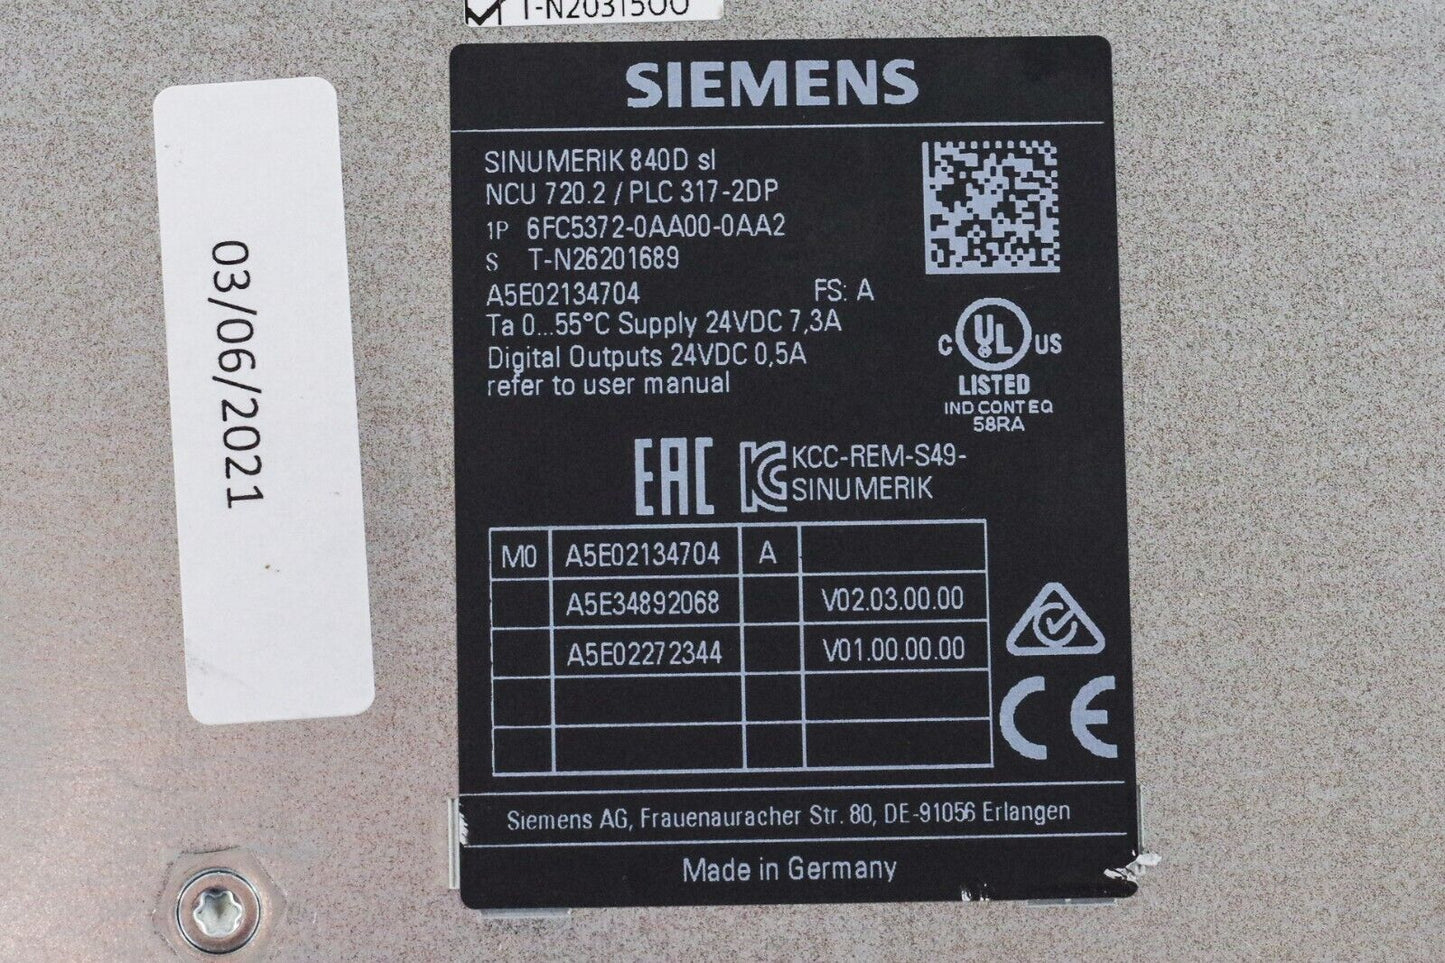 T-N2031500
SIEMENS
SINUMERIK 840D sl
NCU 720.2 / PLC 317-2DP
1P 6FC5372-0AA00-0AA2
S T-N26201689
A5E02134704 FS: A
Ta 0...55°C Supply 24VDC 7,3A
Digital Outputs 24VDC 0,5A
refer to user manual
C UL US
LISTED
IND CONT EQ
58RA
EAC
KCC-REM-S49-
SINUMERIK
M0 A5E02134704 A
A5E34892068 V02.03.00.00
A5E02272344 V01.00.00.00
CE
Siemens AG, Frauenauracher Str. 80, DE-91056 Erlangen
Made in Germany
03/06/2021